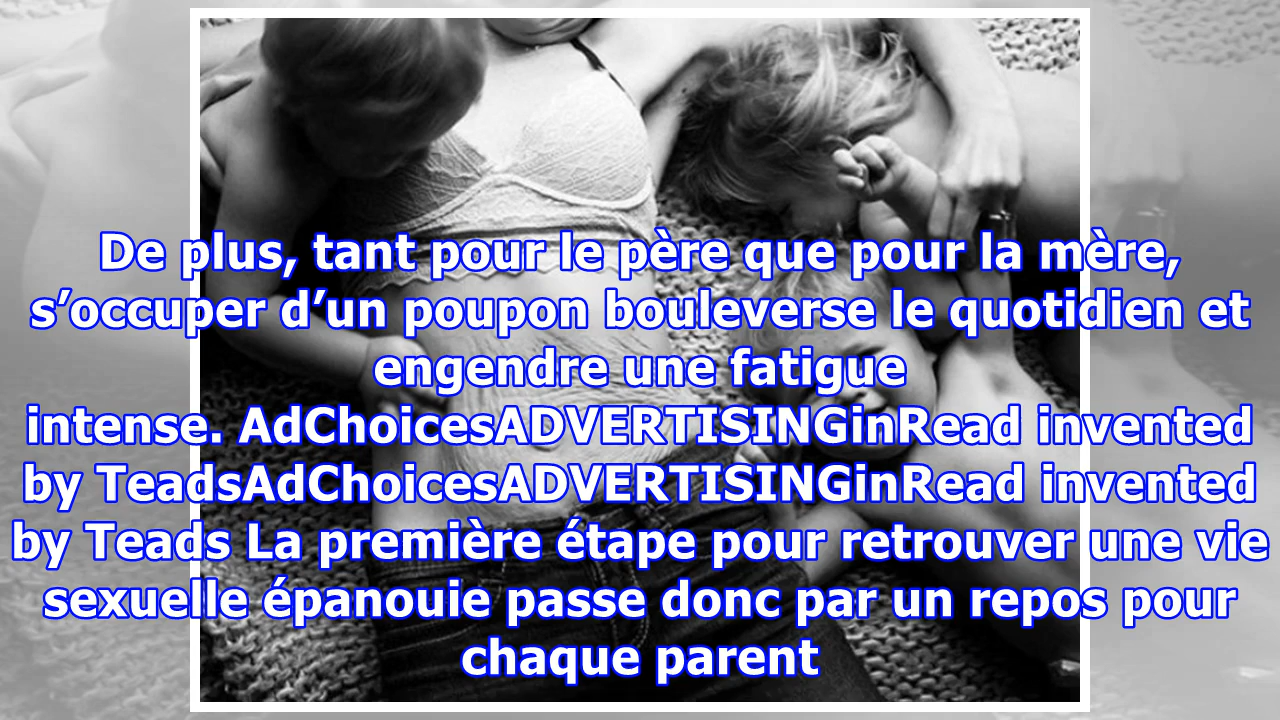 De plus, tant pour le père que pour la mère,
s’occuper d’un poupon bouleverse le quotidien et
engendre une fatigue
intense. AdChoicesADVERTISINGinRead invented
by TeadsAdChoicesADVERTISINGinRead invented
by Teads La première étape pour retrouver une vie
sexuelle épanouie passe donc par un repos pour
chaque parent